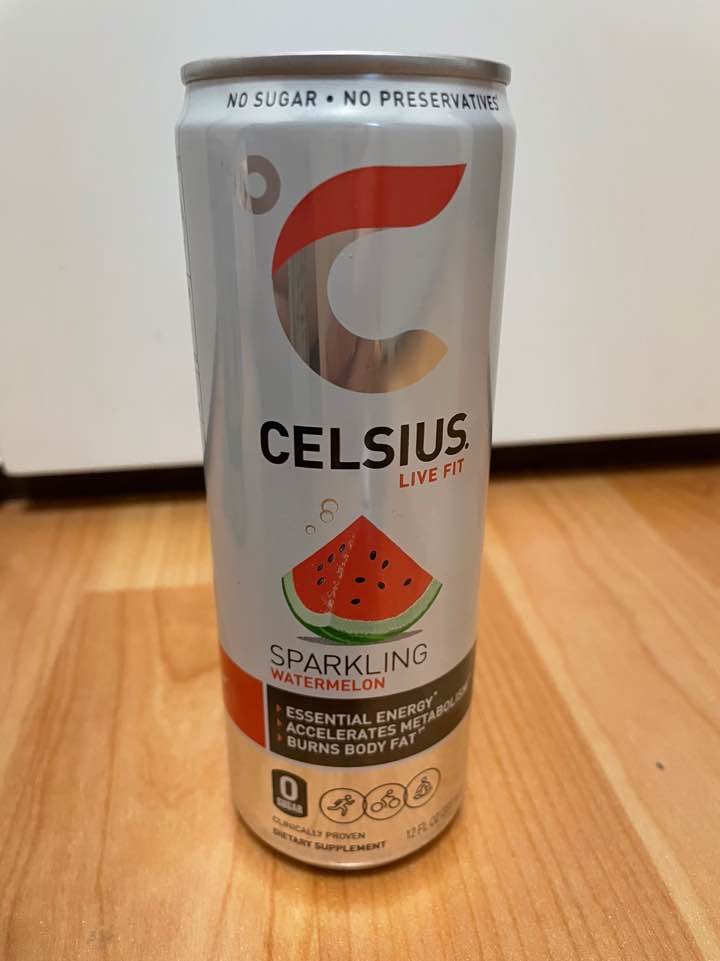 NO SUGAR • NO PRESERVATIVES
CELSIUS.
LIVE FIT
SPARKLING
WATERMELON
ESSENTIAL ENERGY*
ACCELERATES METABOLISM
BURNS BODY FAT*^
0
SUGAR
CLINICALLY PROVEN
DIETARY SUPPLEMENT
12 FL OZ